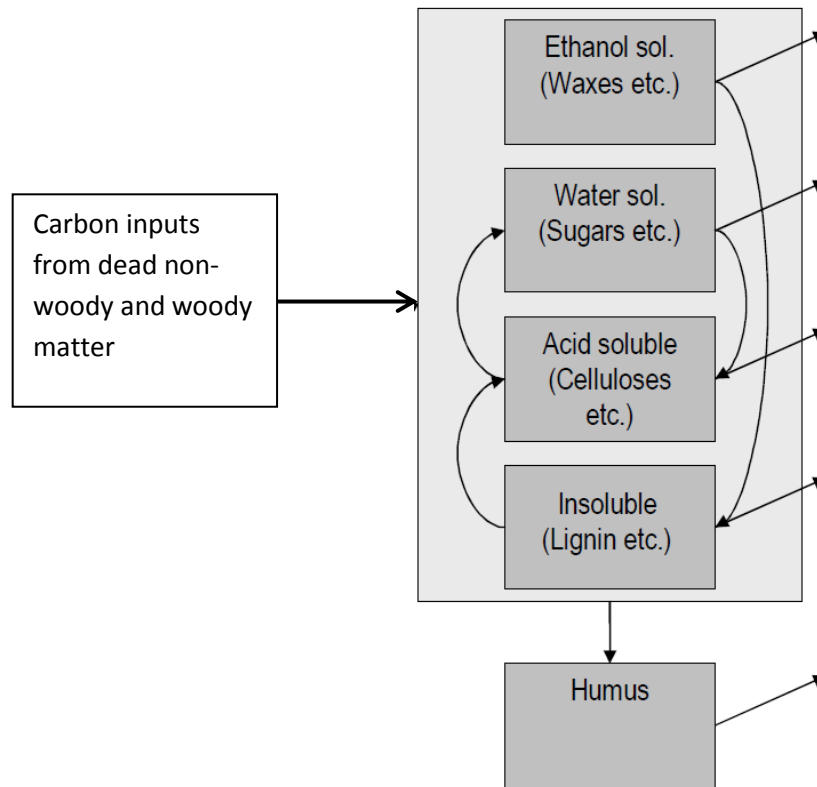 Ethanol sol.
(Waxes etc.)
Water sol.
(Sugars etc.)
Carbon inputs
from dead non-
woody and woody
matter
Acid soluble
(Celluloses
etc.)
Insoluble
(Lignin etc.)
Humus